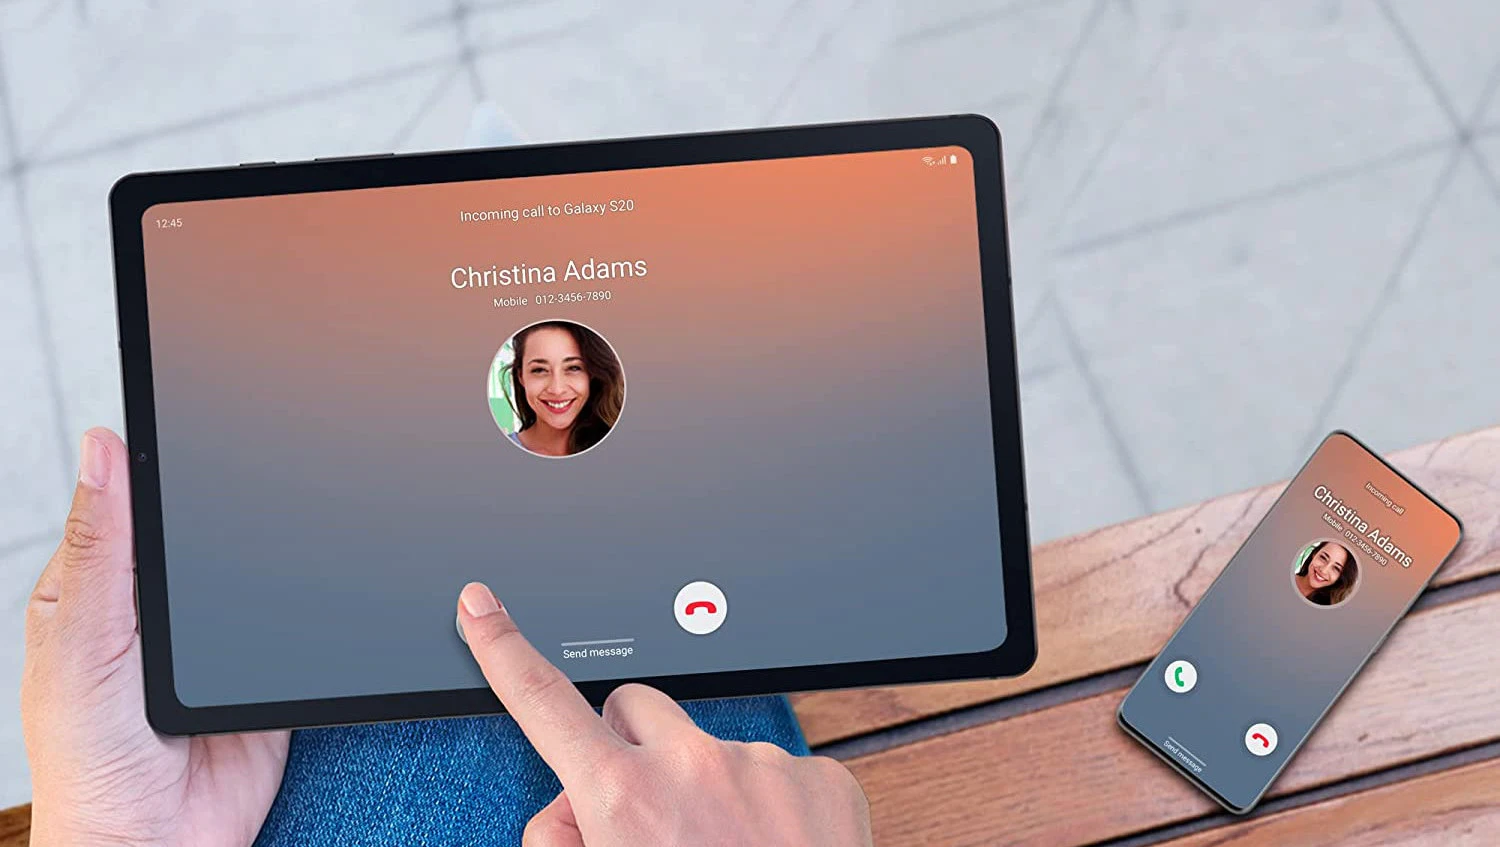 12:45
Incoming call to Galaxy S20
Christina Adams
Mobile 012-3456-7890
Send message
Incoming call
Christina Adams
Mobile 012-3456-7890
Send message